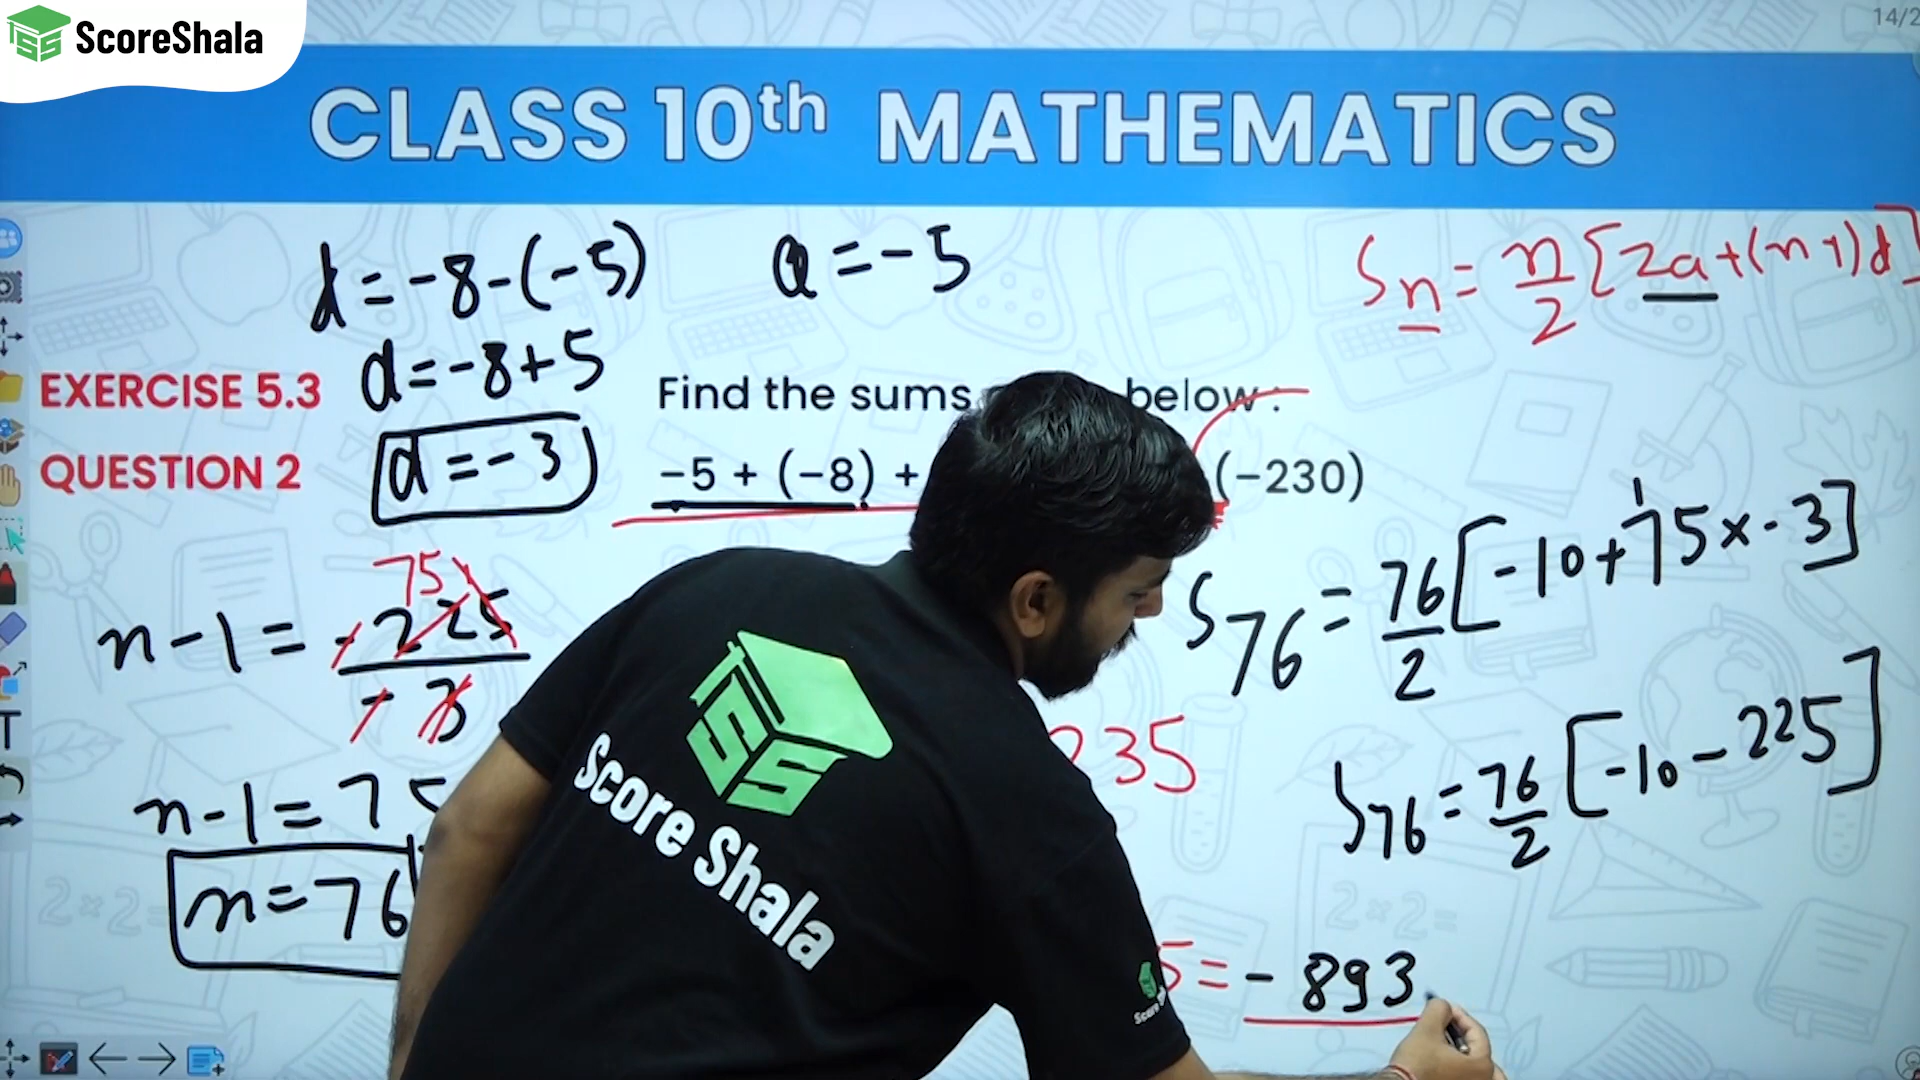 ScoreShala
14/2
CLASS 10th MATHEMATICS
d=-8-(-5)
a=-5
Sn=n/2[2a+(n-1)d]
d=-8+5
EXERCISE 5.3
Find the sums below :
QUESTION 2
d=-3
-5 + (-8) + (-230)
75
n-1=-225/-3
S76=76/2[-10+75x-3]
235
S76=76/2[-10-225]
n-1=75
n=76
5=-893
Score Shala